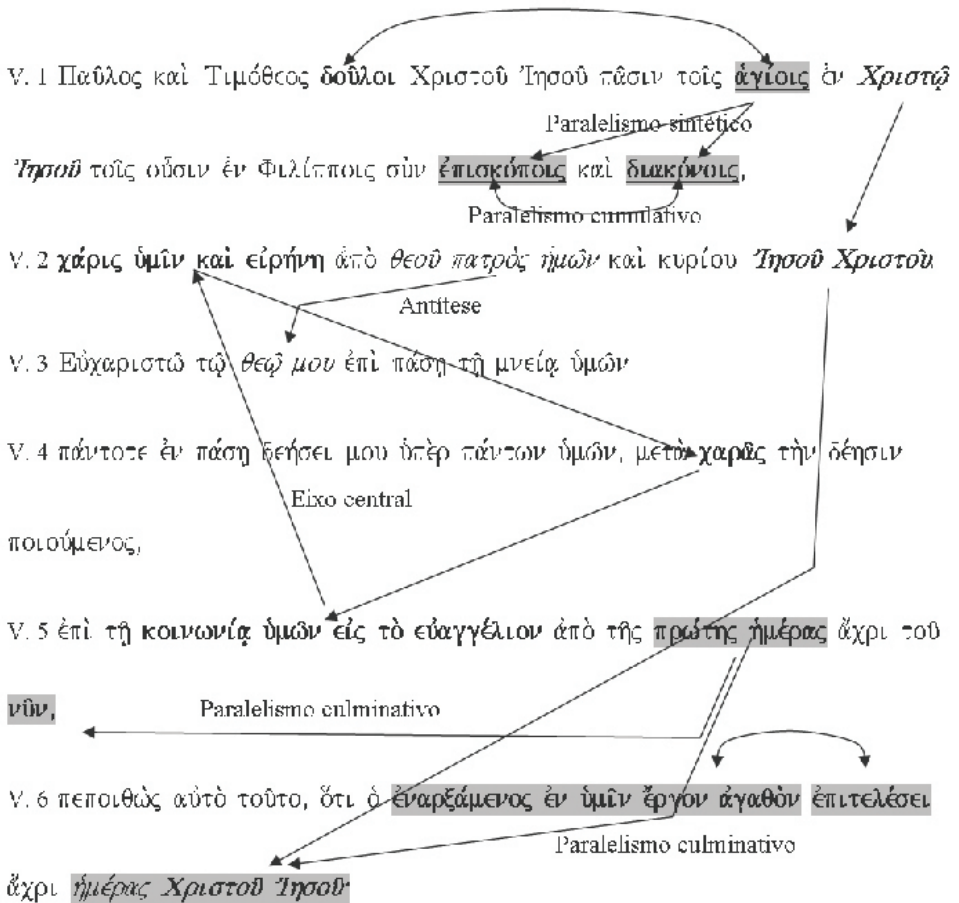 V. 1 Παῦλος καὶ Τιμόθεος δοῦλοι Χριστοῦ Ἰησοῦ πᾶσιν τοῖς ἁγίοις ἐν Χριστῷ
Paralelismo sintético
Ἰησοῦ τοῖς οὖσιν ἐν Φιλίπποις σὺν ἐπισκόποις καὶ διακόνοις,
Paralelismo cumulativo
V. 2 χάρις ὑμῖν καὶ εἰρήνη ἀπὸ θεοῦ πατρὸς ἡμῶν καὶ κυρίου Ἰησοῦ Χριστοῦ.
Antítese
V. 3 Εὐχαριστῶ τῷ θεῷ μου ἐπὶ πάσῃ τῇ μνείᾳ ὑμῶν
V. 4 πάντοτε ἐν πάσῃ δεήσει μου ὑπὲρ πάντων ὑμῶν, μετὰ χαρᾶς τὴν δέησιν
Eixo central
ποιούμενος,
V. 5 ἐπὶ τῇ κοινωνίᾳ ὑμῶν εἰς τὸ εὐαγγέλιον ἀπὸ τῆς πρώτης ἡμέρας ἄχρι τοῦ
νῦν,
Paralelismo culminativo
V. 6 πεποιθὼς αὐτὸ τοῦτο, ὅτι ὁ ἐναρξάμενος ἐν ὑμῖν ἔργον ἀγαθὸν ἐπιτελέσει
Paralelismo culminativo
ἄχρι ἡμέρας Χριστοῦ Ἰησοῦ·